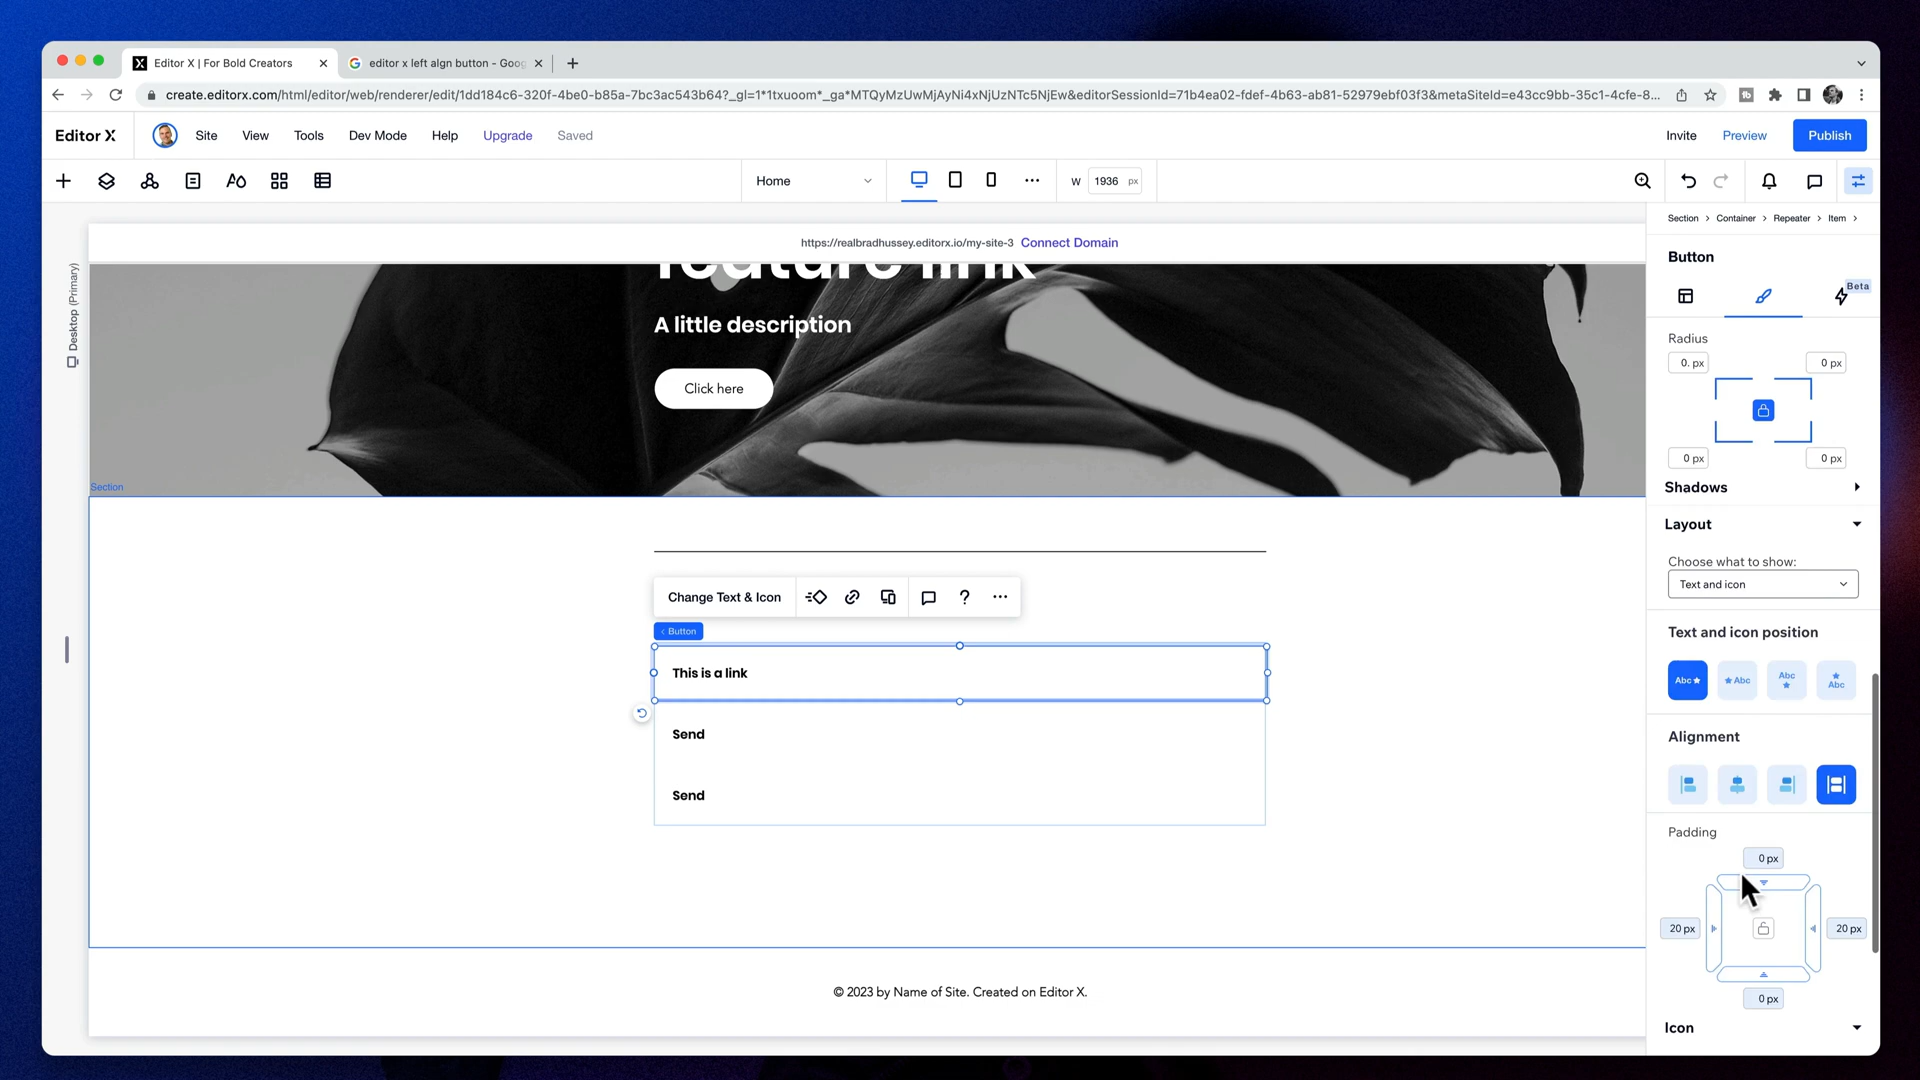 Editor X | For Bold Creators
editor x left algn button - Goog
create.editorx.com/html/editor/web/renderer/edit/1dd184c6-320f-4be0-b85a-7bc3ac543b64?_gl=1*1txuoom*_ga*MTQyMzUwMjAyNi4xNjUzNTc5NjEw&editorSessionId=71b4ea02-fdef-4b63-ab81-52979ebf03f3&metaSiteId=e43cc9bb-35c1-4cfe-8...
Editor X
Site
View
Tools
Dev Mode
Help
Upgrade
Saved
Invite
Preview
Publish
Home
W 1936 px
Section > Container > Repeater > Item >
https://realbradhussey.editorx.io/my-site-3 Connect Domain
Desktop (Primary)
feature link
A little description
Click here
Section
Change Text & Icon
?
< Button
This is a link
Send
Send
© 2023 by Name of Site. Created on Editor X.
Button
Beta
Radius
0. px
0 px
0 px
0 px
Shadows
Layout
Choose what to show:
Text and icon
Text and icon position
Abc
Abc
Abc
Abc
Alignment
Padding
0 px
20 px
20 px
0 px
Icon